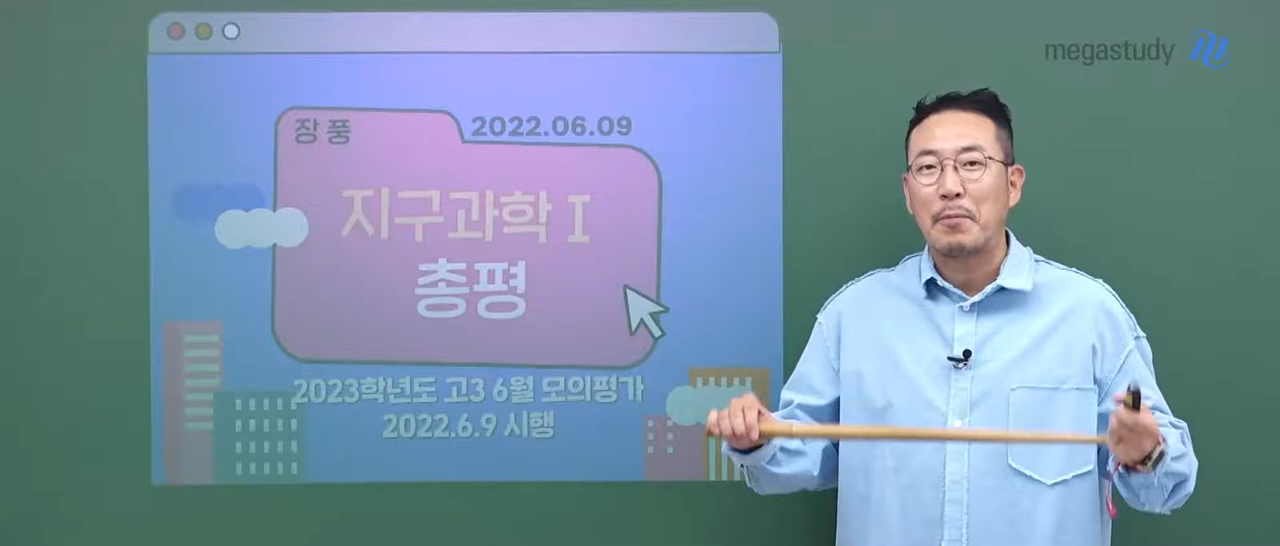 megastudy
장풍
2022.06.09
지구과학 I
총평
2023학년도 고3 6월 모의평가
2022.6.9 시행